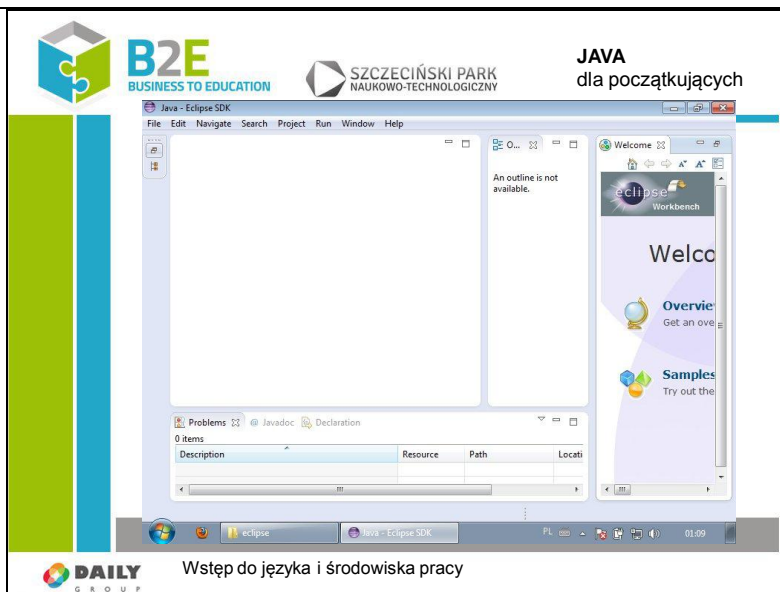 B2E
BUSINESS TO EDUCATION
SZCZECIŃSKI PARK
NAUKOWO-TECHNOLOGICZNY
JAVA
dla początkujących
Java - Eclipse SDK
File Edit Navigate Search Project Run Window Help
O...
Welcome
An outline is not
available.
eclipse
Workbench
Welco
Overvie
Get an ove
Samples
Try out the
Problems @ Javadoc Declaration
0 items
Description Resource Path Locati
eclipse
Java - Eclipse SDK
PL
01:09
DAILY
GROUP
Wstęp do języka i środowiska pracy